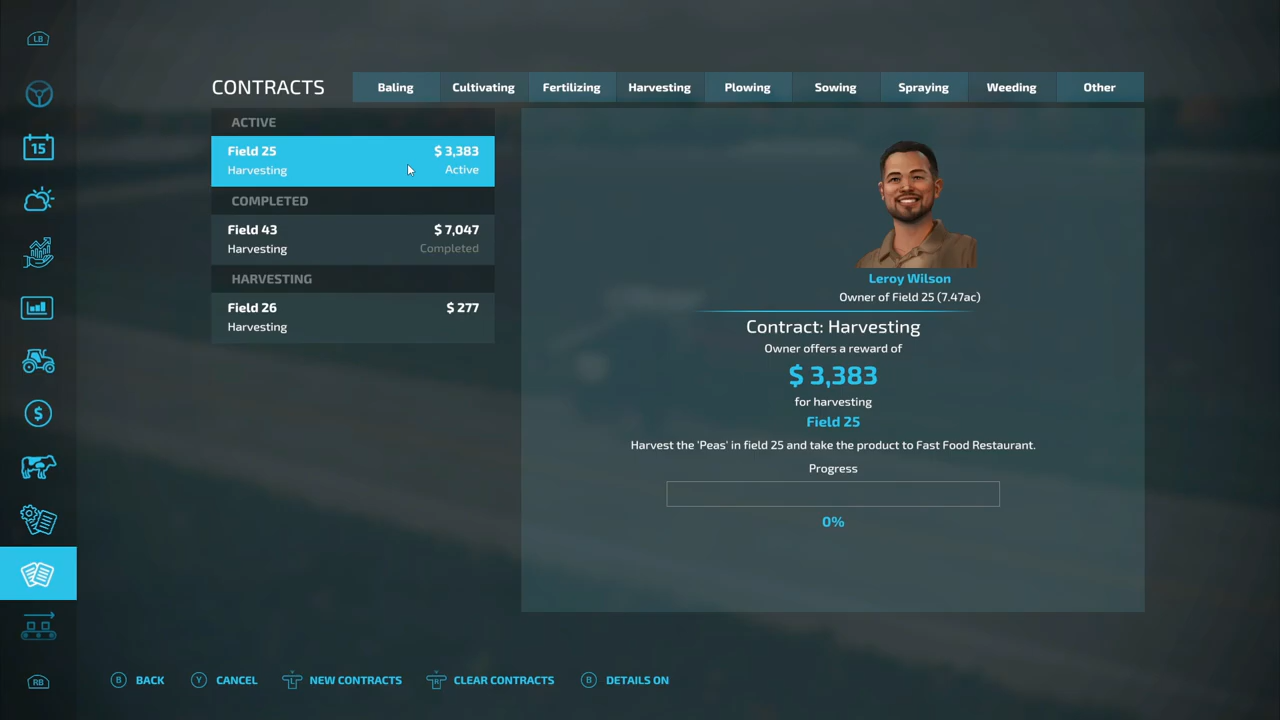 LB
CONTRACTS
Baling
Cultivating
Fertilizing
Harvesting
Plowing
Sowing
Spraying
Weeding
Other
15
ACTIVE
Field 25 $ 3,383
Harvesting Active
COMPLETED
Field 43 $ 7,047
Harvesting Completed
HARVESTING
Field 26 $ 277
Harvesting
Leroy Wilson
Owner of Field 25 (7.47ac)
Contract: Harvesting
Owner offers a reward of
$ 3,383
for harvesting
Field 25
Harvest the 'Peas' in field 25 and take the product to Fast Food Restaurant.
Progress
0%
$
RB
B BACK
Y CANCEL
L NEW CONTRACTS
R CLEAR CONTRACTS
B DETAILS ON